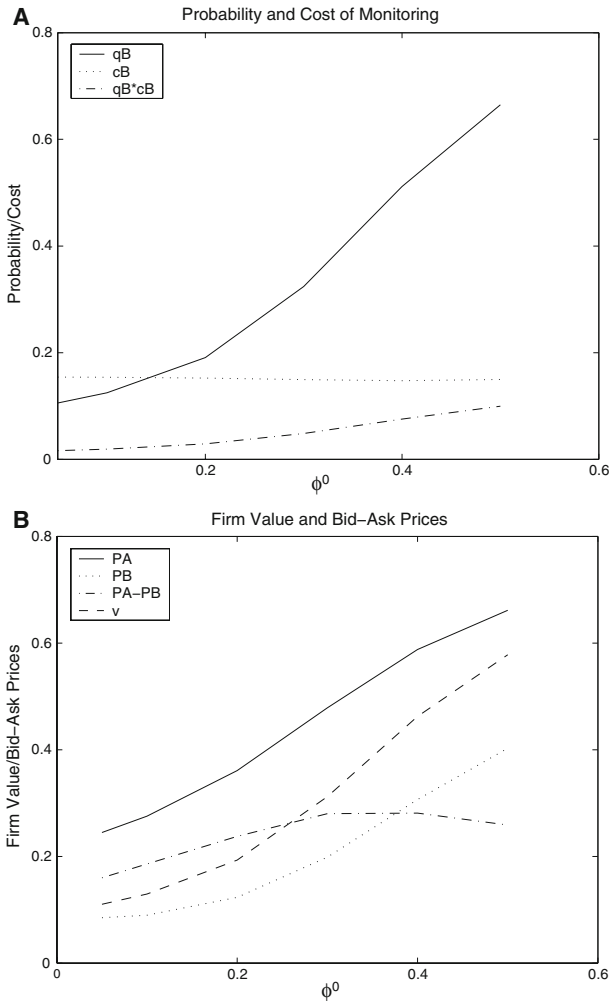 A
Probability and Cost of Monitoring
0.8
qB
cB
qB*cB
0.6
Probability/Cost
0.4
0.2
0
0.2
0.4
0.6
ϕ⁰
B
Firm Value and Bid−Ask Prices
0.8
PA
PB
PA−PB
v
0.6
Firm Value/Bid−Ask Prices
0.4
0.2
0
0
0.2
0.4
0.6
ϕ⁰